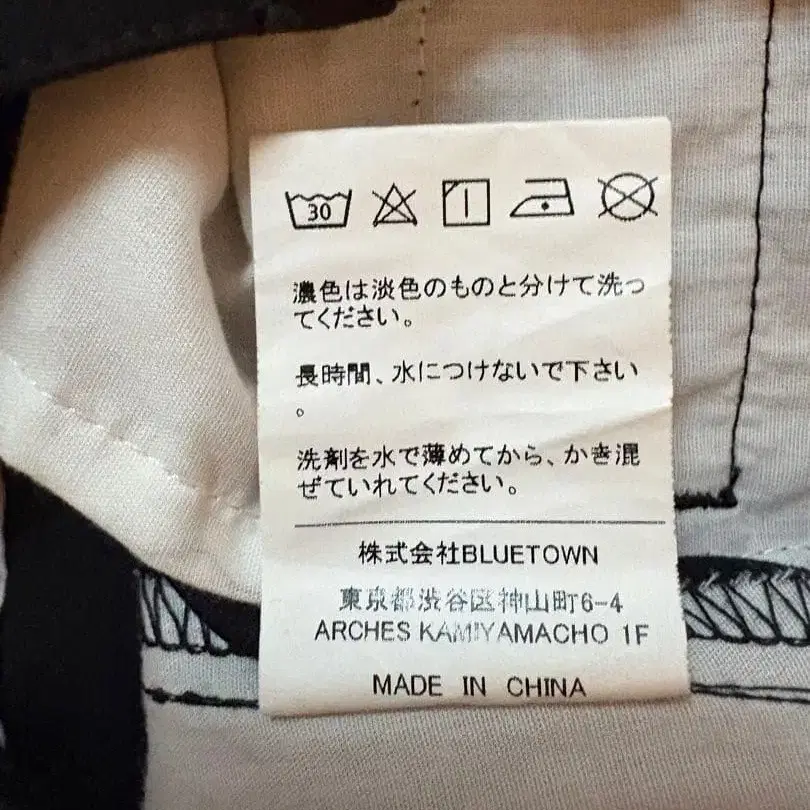 30
濃色は淡色のものと分けて洗っ
てください。
長時間、水につけないで下さい
。
洗剤を水で薄めてから、かき混
ぜていれてください。
株式会社BLUETOWN
東京都渋谷区神山町6-4
ARCHES KAMIYAMACHO 1F
MADE IN CHINA